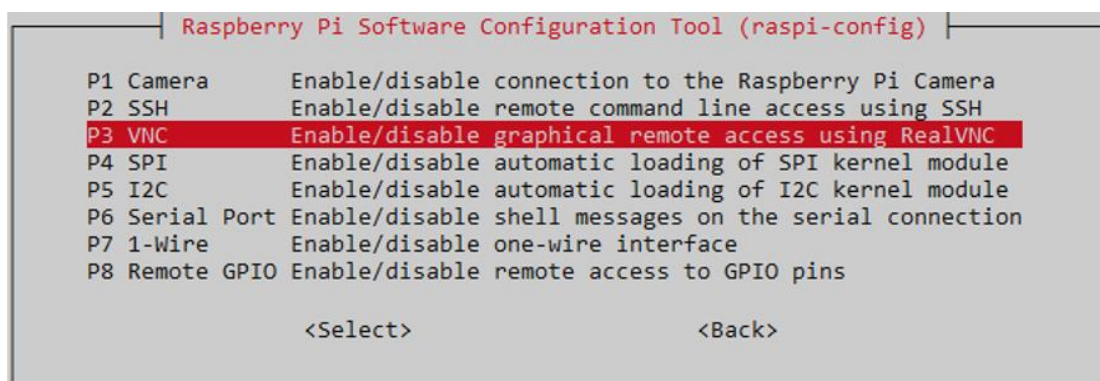 Raspberry Pi Software Configuration Tool (raspi-config)
P1 Camera Enable/disable connection to the Raspberry Pi Camera
P2 SSH Enable/disable remote command line access using SSH
P3 VNC Enable/disable graphical remote access using RealVNC
P4 SPI Enable/disable automatic loading of SPI kernel module
P5 I2C Enable/disable automatic loading of I2C kernel module
P6 Serial Port Enable/disable shell messages on the serial connection
P7 1-Wire Enable/disable one-wire interface
P8 Remote GPIO Enable/disable remote access to GPIO pins
<Select> <Back>